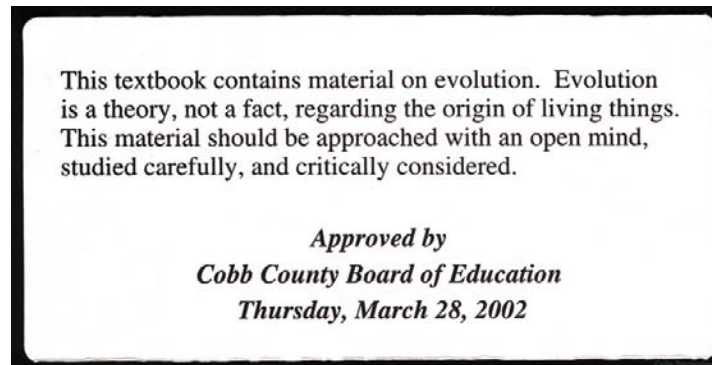 This textbook contains material on evolution.  Evolution
is a theory, not a fact, regarding the origin of living things.
This material should be approached with an open mind,
studied carefully, and critically considered.
Approved by
Cobb County Board of Education
Thursday, March 28, 2002